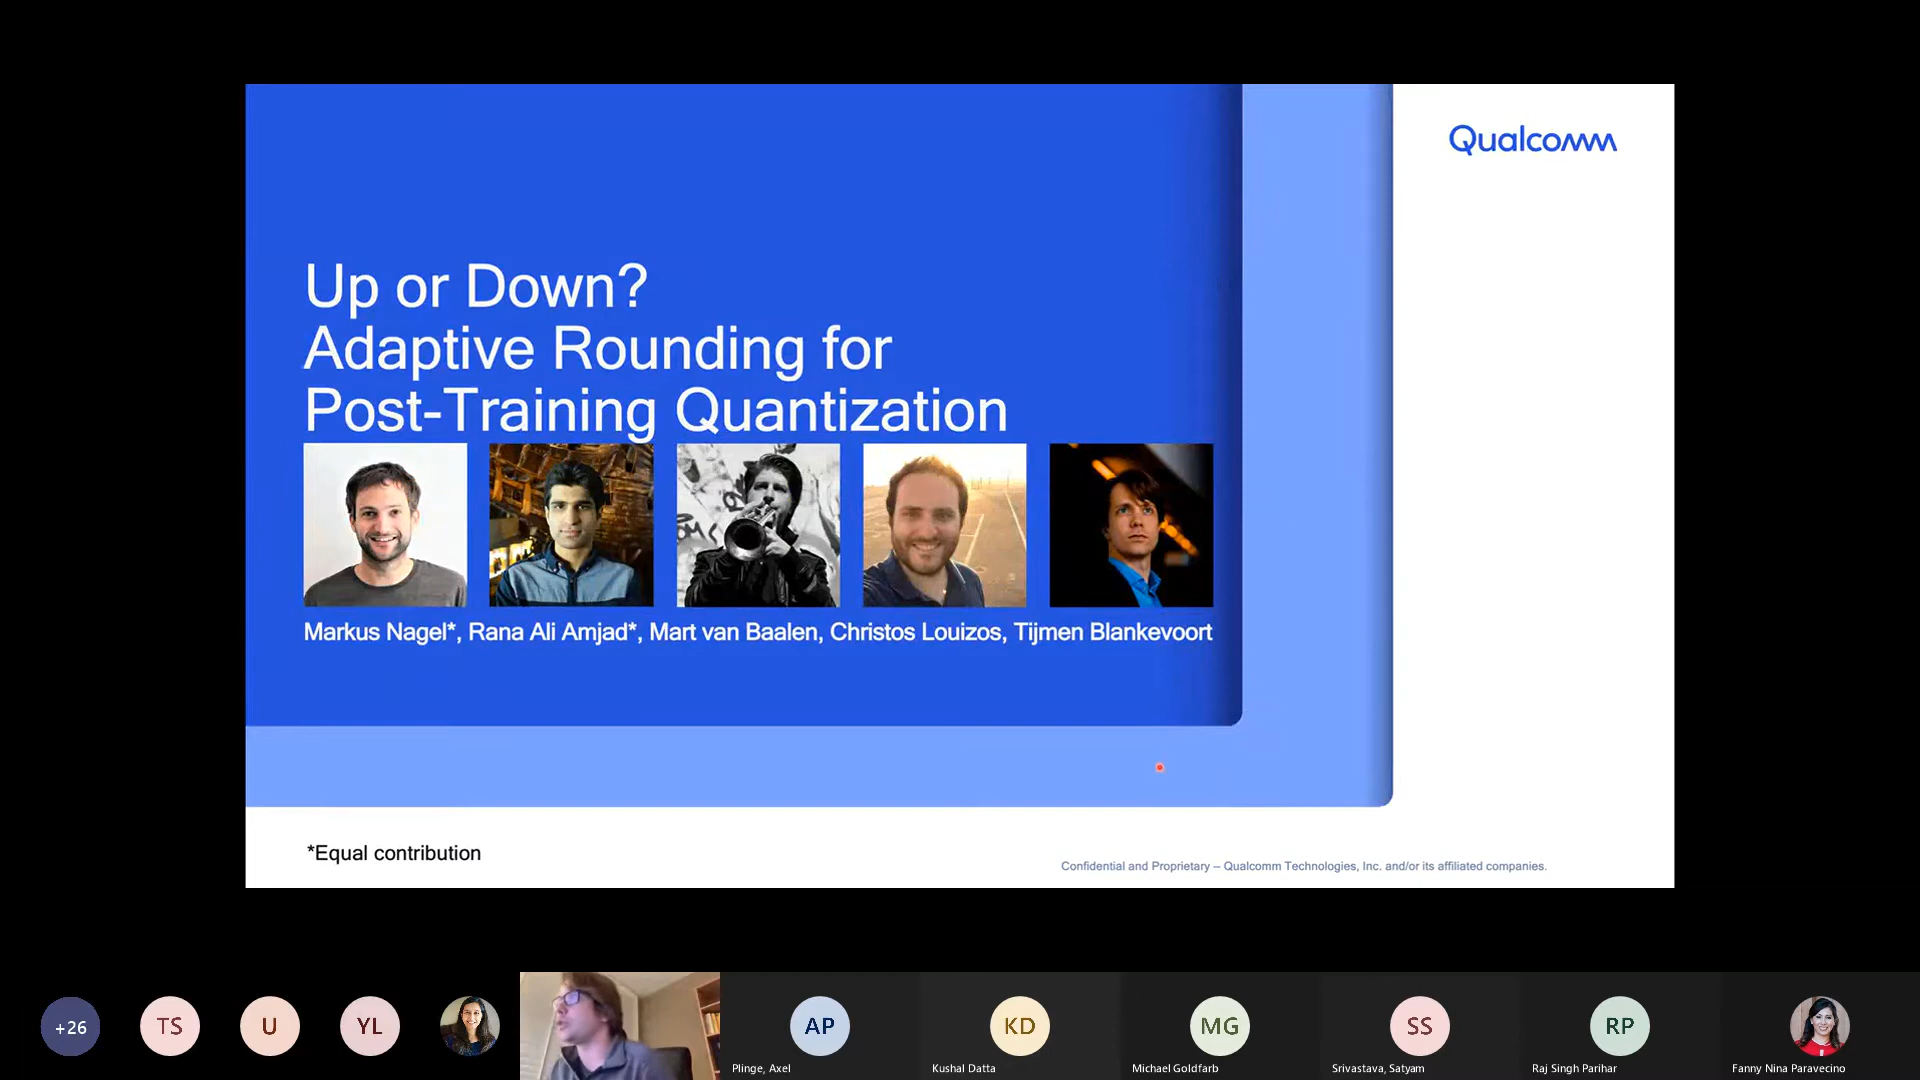 Qualcomm
Up or Down?
Adaptive Rounding for
Post-Training Quantization
Markus Nagel*, Rana Ali Amjad*, Mart van Baalen, Christos Louizos, Tijmen Blankevoort
*Equal contribution
Confidential and Proprietary – Qualcomm Technologies, Inc. and/or its affiliated companies.
+26
TS
U
YL
AP
KD
MG
SS
RP
Plinge, Axel
Kushal Datta
Michael Goldfarb
Srivastava, Satyam
Raj Singh Parihar
Fanny Nina Paravecino